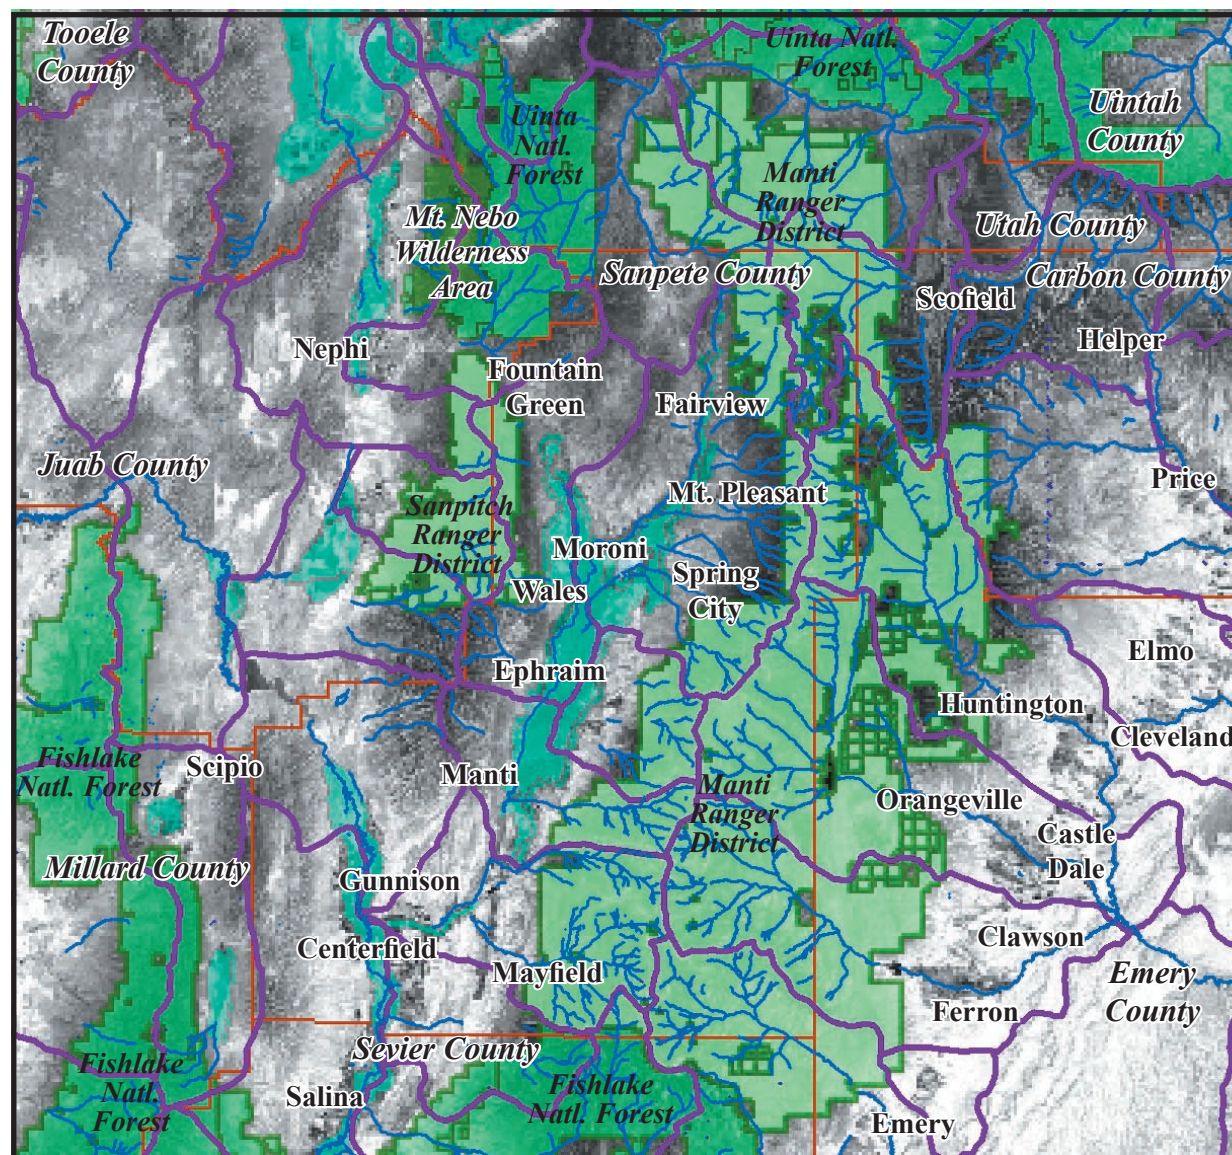 Tooele
County
Uinta Natl.
Forest
Uintah
County
Uinta
Natl.
Forest
Manti
Ranger
District
Mt. Nebo
Wilderness
Area
Utah County
Sanpete County
Carbon County
Scofield
Helper
Nephi
Fountain
Green
Fairview
Juab County
Price
Mt. Pleasant
Sanpitch
Ranger
District
Moroni
Spring
City
Wales
Elmo
Ephraim
Huntington
Cleveland
Fishlake
Natl. Forest
Scipio
Manti
Manti
Ranger
District
Orangeville
Castle
Dale
Millard County
Gunnison
Centerfield
Clawson
Mayfield
Emery
County
Ferron
Sevier County
Fishlake
Natl.
Forest
Salina
Fishlake
Natl. Forest
Emery